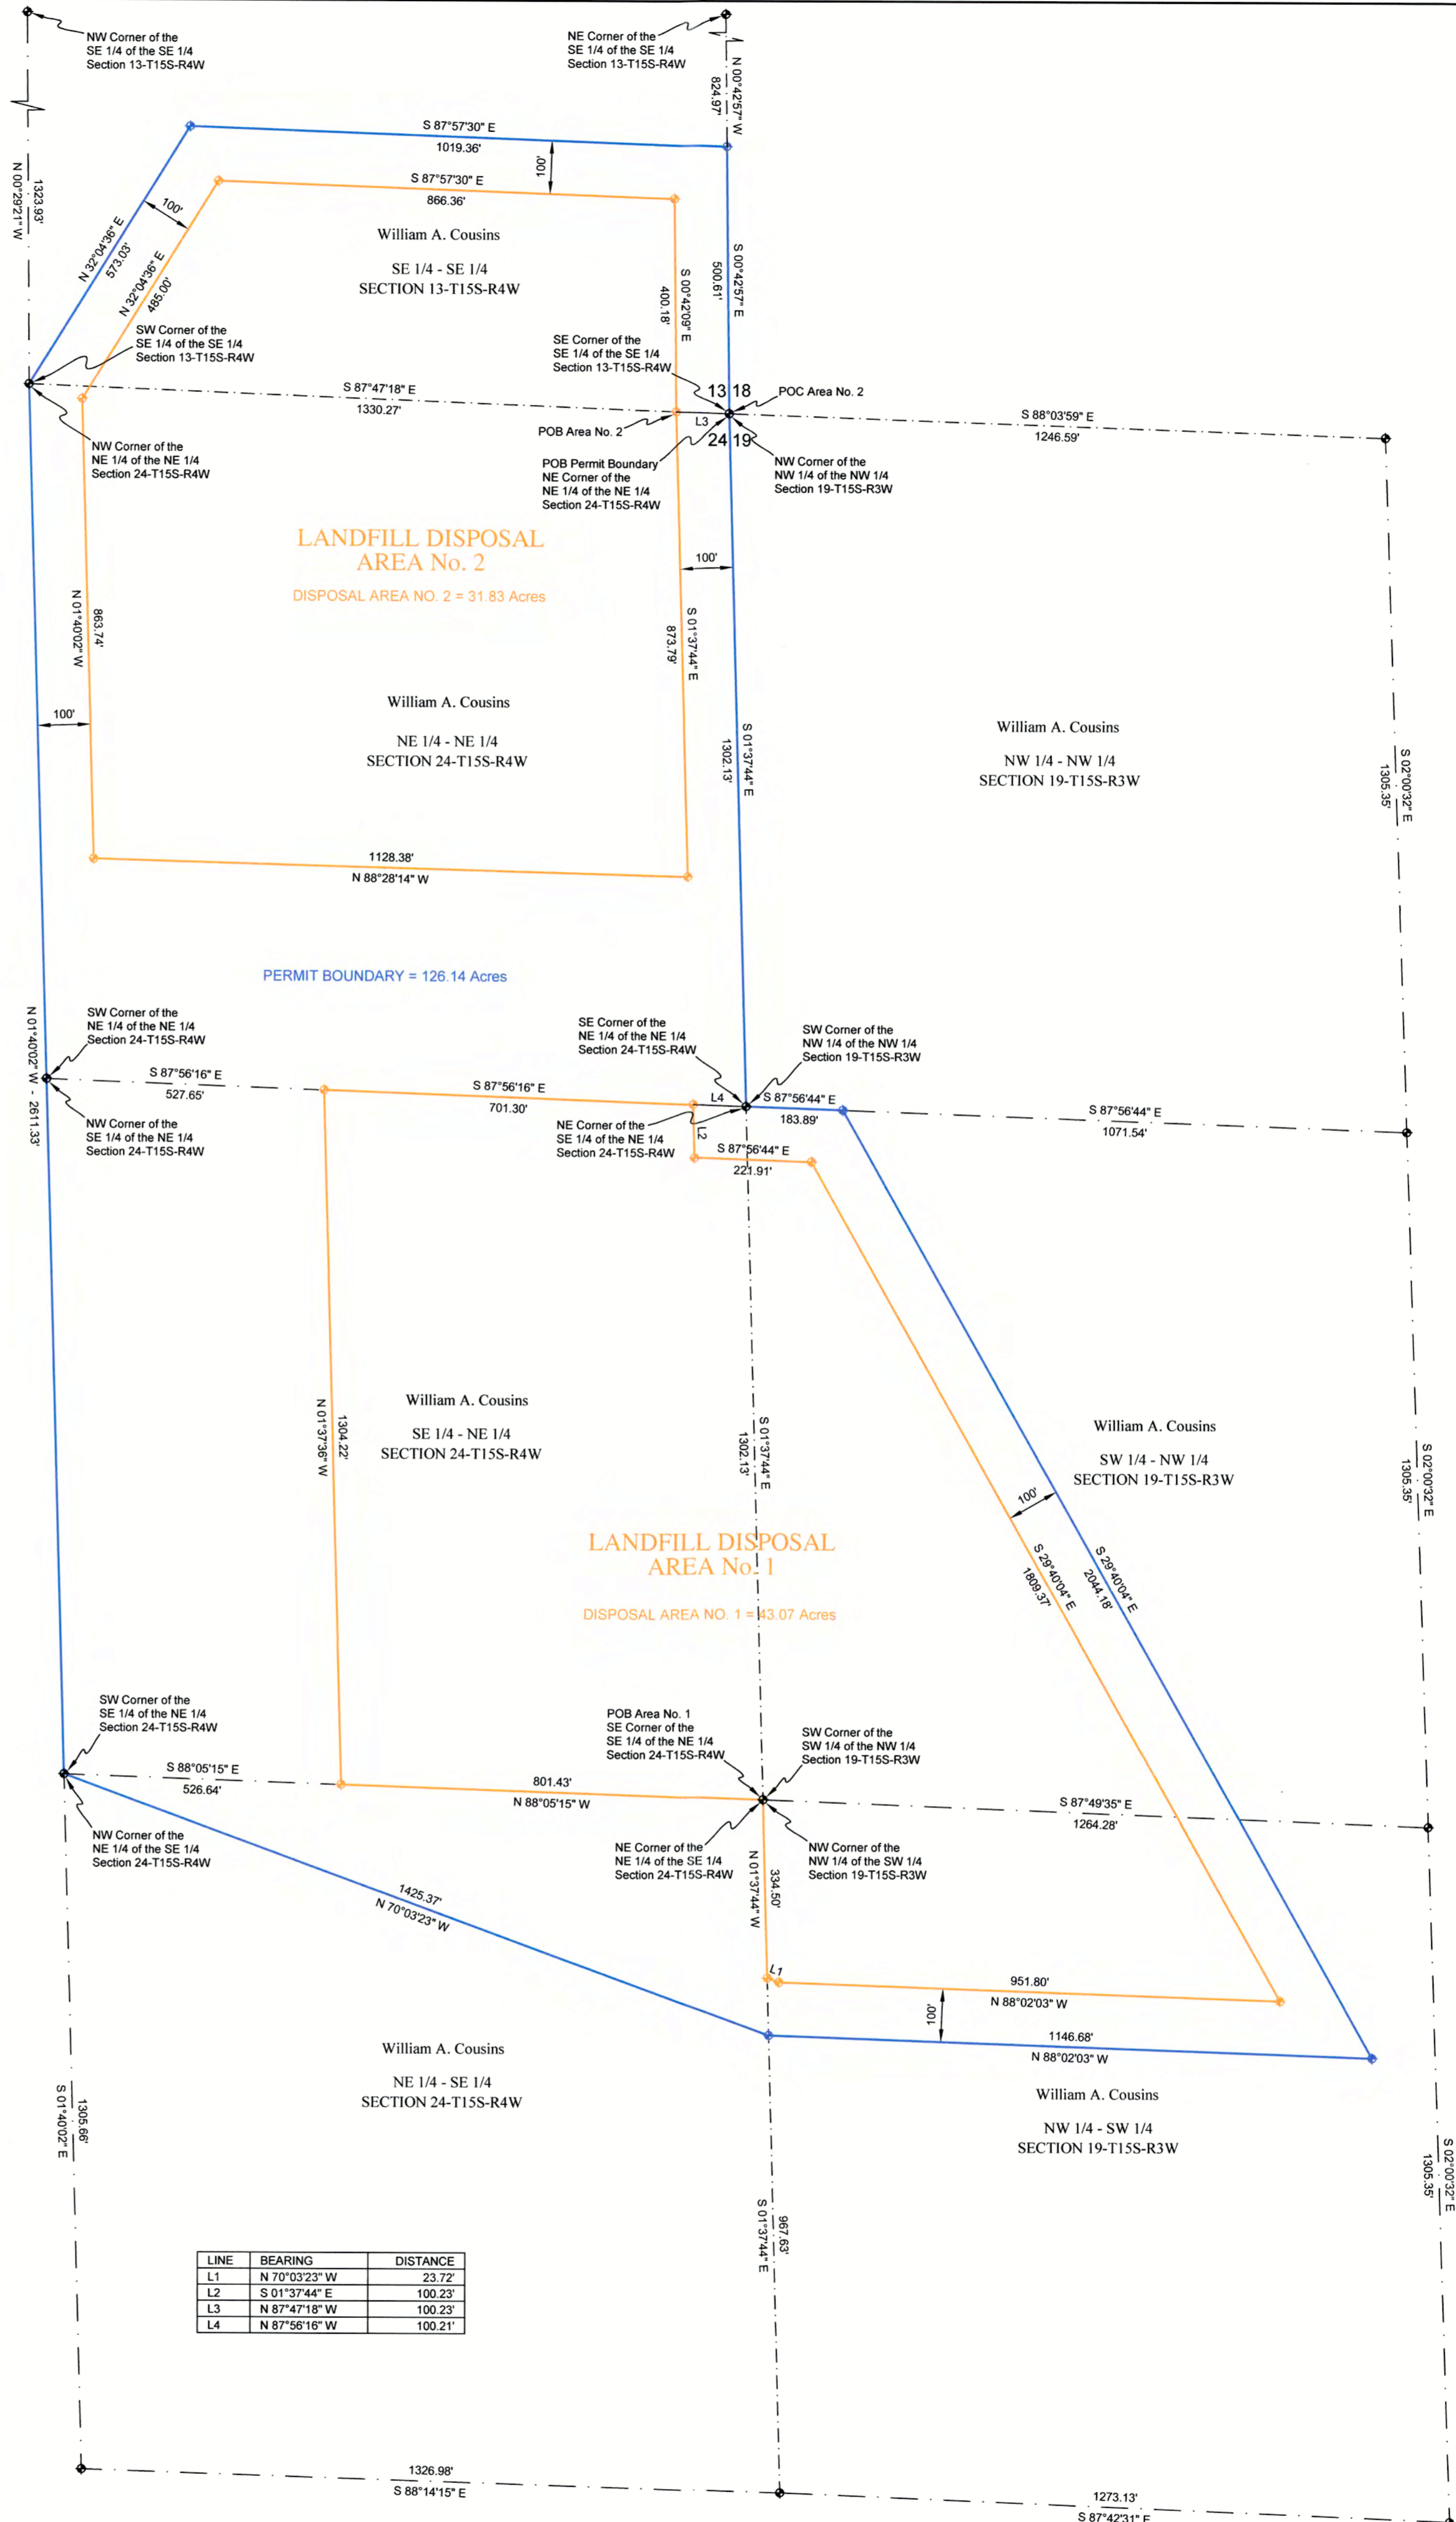 NW Corner of the
SE 1/4 of the SE 1/4
Section 13-T15S-R4W
NE Corner of the
SE 1/4 of the SE 1/4
Section 13-T15S-R4W
N 00°42'57" W
824.97'
1323.93'
N 00°29'21" W
S 87°57'30" E
1019.36'
100'
S 87°57'30" E
866.36'
100'
N 32°04'36" E
573.03'
N 32°04'36" E
485.00'
William A. Cousins
SE 1/4 - SE 1/4
SECTION 13-T15S-R4W
S 00°42'09" E
400.18'
S 00°42'57" E
500.61'
SW Corner of the
SE 1/4 of the SE 1/4
Section 13-T15S-R4W
SE Corner of the
SE 1/4 of the SE 1/4
Section 13-T15S-R4W
13 18
24 19
POC Area No. 2
S 87°47'18" E
1330.27'
L3
POB Area No. 2
S 88°03'59" E
1246.59'
NW Corner of the
NE 1/4 of the NE 1/4
Section 24-T15S-R4W
POB Permit Boundary
NE Corner of the
NE 1/4 of the NE 1/4
Section 24-T15S-R4W
NW Corner of the
NW 1/4 of the NW 1/4
Section 19-T15S-R3W
LANDFILL DISPOSAL
AREA No. 2
DISPOSAL AREA NO. 2 = 31.83 Acres
100'
N 01°40'02" W
863.74'
S 01°37'44" E
873.79'
100'
William A. Cousins
NE 1/4 - NE 1/4
SECTION 24-T15S-R4W
S 01°37'44" E
1302.13'
William A. Cousins
NW 1/4 - NW 1/4
SECTION 19-T15S-R3W
S 02°00'32" E
1305.35'
1128.38'
N 88°28'14" W
PERMIT BOUNDARY = 126.14 Acres
N 01°40'02" W - 2611.33'
SW Corner of the
NE 1/4 of the NE 1/4
Section 24-T15S-R4W
SE Corner of the
NE 1/4 of the NE 1/4
Section 24-T15S-R4W
SW Corner of the
NW 1/4 of the NW 1/4
Section 19-T15S-R3W
S 87°56'16" E
527.65'
S 87°56'16" E
701.30'
L4
S 87°56'44" E
183.89'
S 87°56'44" E
1071.54'
NW Corner of the
SE 1/4 of the NE 1/4
Section 24-T15S-R4W
NE Corner of the
SE 1/4 of the NE 1/4
Section 24-T15S-R4W
L2
S 87°56'44" E
221.91'
William A. Cousins
SE 1/4 - NE 1/4
SECTION 24-T15S-R4W
N 01°37'36" W
1304.22'
S 01°37'44" E
1302.13'
William A. Cousins
SW 1/4 - NW 1/4
SECTION 19-T15S-R3W
S 02°00'32" E
1305.35'
100'
LANDFILL DISPOSAL
AREA No. 1
DISPOSAL AREA NO. 1 = 43.07 Acres
S 29°40'04" E
1809.37'
S 29°40'04" E
2044.18'
SW Corner of the
SE 1/4 of the NE 1/4
Section 24-T15S-R4W
POB Area No. 1
SE Corner of the
SE 1/4 of the NE 1/4
Section 24-T15S-R4W
SW Corner of the
SW 1/4 of the NW 1/4
Section 19-T15S-R3W
S 88°05'15" E
526.64'
801.43'
N 88°05'15" W
S 87°49'35" E
1264.28'
NW Corner of the
NE 1/4 of the SE 1/4
Section 24-T15S-R4W
NE Corner of the
NE 1/4 of the SE 1/4
Section 24-T15S-R4W
NW Corner of the
NW 1/4 of the SW 1/4
Section 19-T15S-R3W
N 01°37'44" W
334.50'
1425.37'
N 70°03'23" W
L1
951.80'
N 88°02'03" W
100'
1146.68'
N 88°02'03" W
William A. Cousins
NE 1/4 - SE 1/4
SECTION 24-T15S-R4W
William A. Cousins
NW 1/4 - SW 1/4
SECTION 19-T15S-R3W
1305.66'
S 01°40'02" E
967.63'
S 01°37'44" E
S 02°00'32" E
1305.35'
LINE BEARING DISTANCE
L1 N 70°03'23" W 23.72'
L2 S 01°37'44" E 100.23'
L3 N 87°47'18" W 100.23'
L4 N 87°56'16" W 100.21'
1326.98'
S 88°14'15" E
1273.13'
S 87°42'31" E